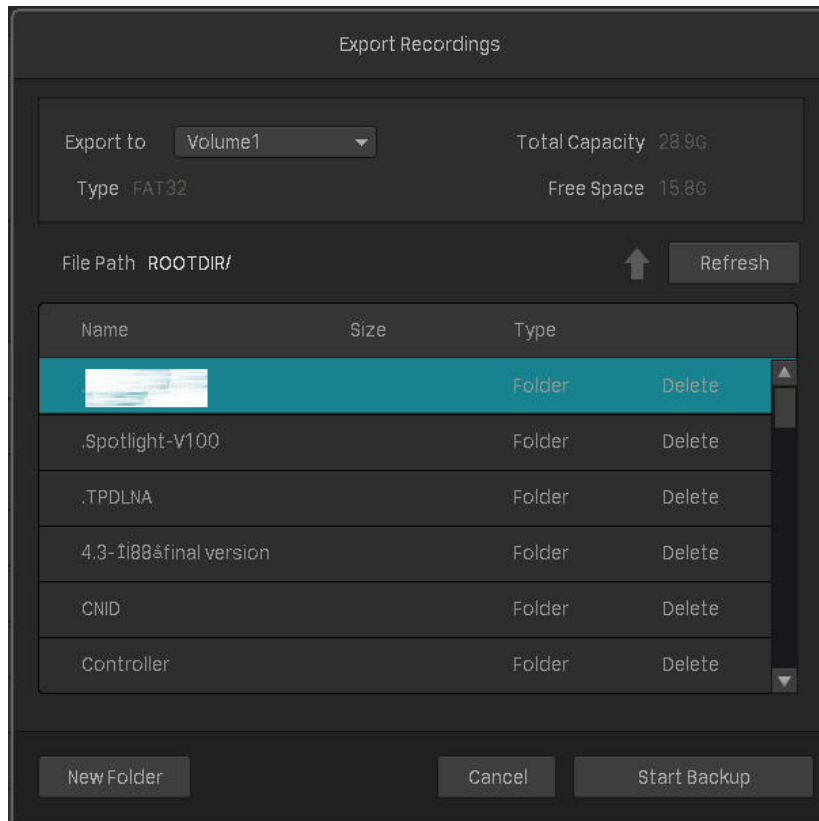 Export Recordings
Export to Volume1 Total Capacity 28.9G
Type FAT32 Free Space 15.8G
File Path ROOTDIR/ Refresh
Name Size Type
Folder Delete
.Spotlight-V100 Folder Delete
.TPDLNA Folder Delete
4.3-‡İ88åfinal version Folder Delete
CNID Folder Delete
Controller Folder Delete
New Folder Cancel Start Backup